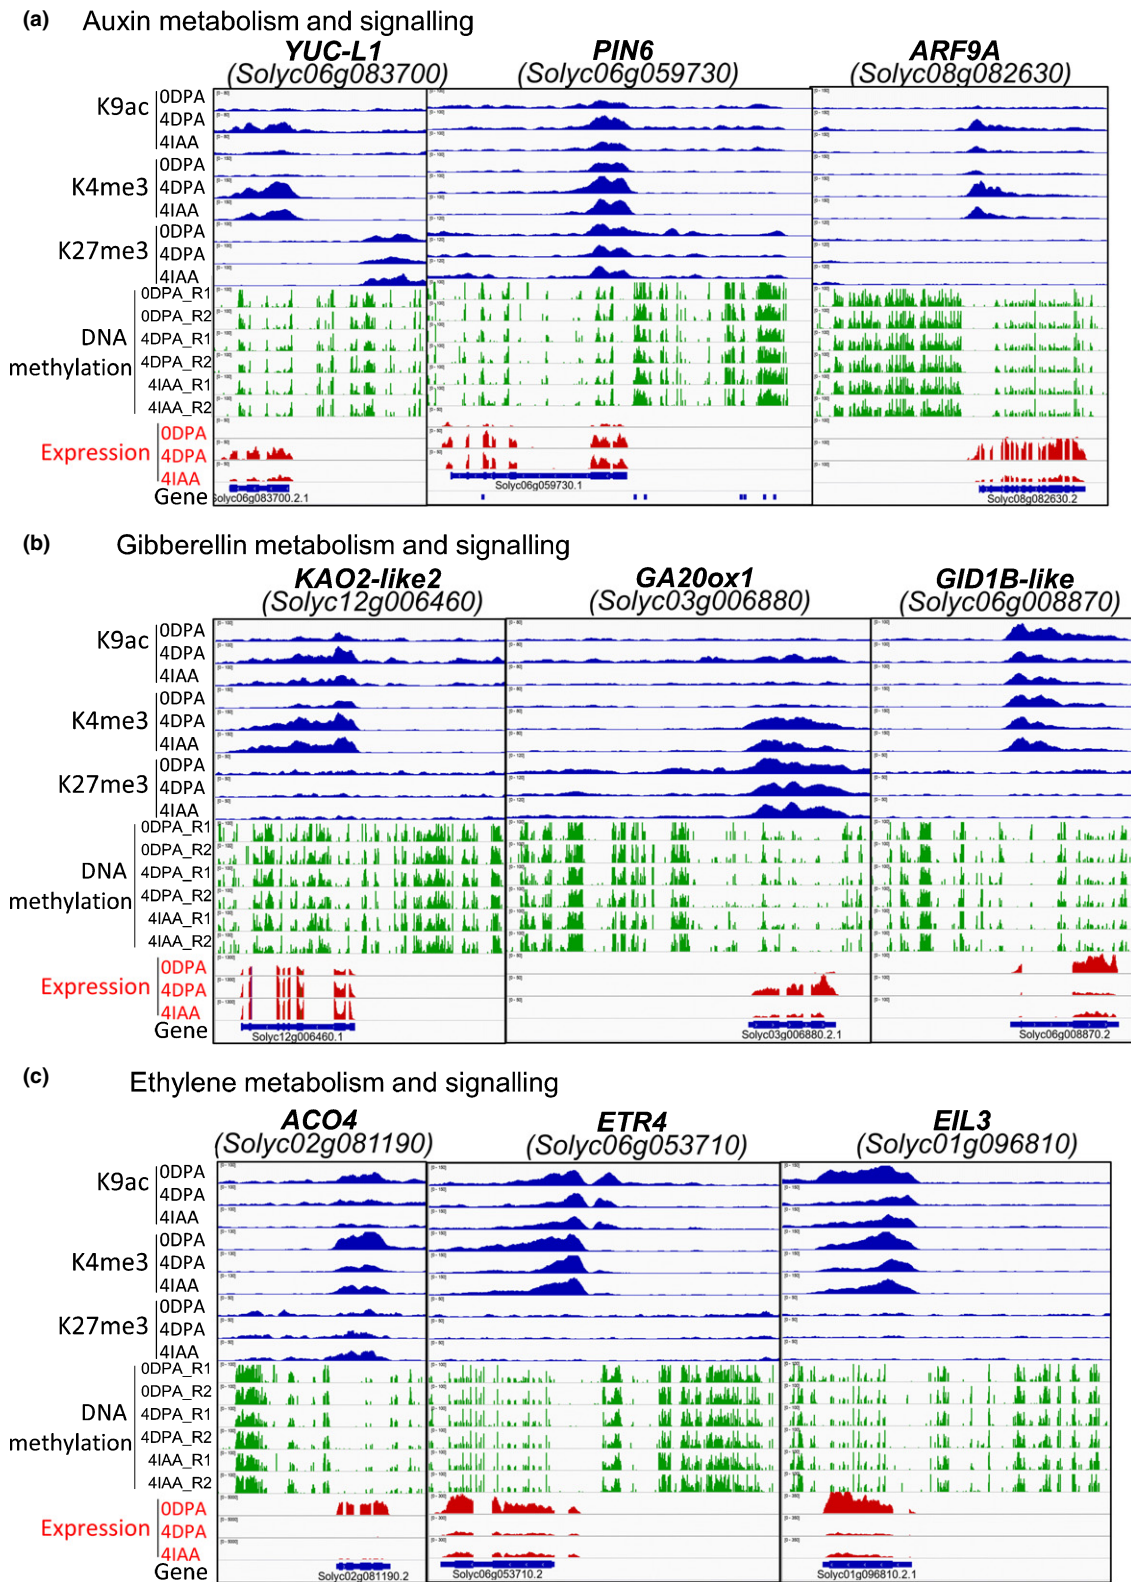 (a) Auxin metabolism and signalling
YUC-L1 PIN6 ARF9A
(Solyc06g083700) (Solyc06g059730) (Solyc08g082630)
K9ac
0DPA
4DPA
4IAA
K4me3
0DPA
4DPA
4IAA
K27me3
0DPA
4DPA
4IAA
DNA methylation
0DPA_R1
0DPA_R2
4DPA_R1
4DPA_R2
4IAA_R1
4IAA_R2
Expression
0DPA
4DPA
4IAA
Gene
Solyc06g083700.2.1 Solyc06g059730.1 Solyc08g082630.2
(b) Gibberellin metabolism and signalling
KAO2-like2 GA20ox1 GID1B-like
(Solyc12g006460) (Solyc03g006880) (Solyc06g008870)
K9ac
0DPA
4DPA
4IAA
K4me3
0DPA
4DPA
4IAA
K27me3
0DPA
4DPA
4IAA
DNA methylation
0DPA_R1
0DPA_R2
4DPA_R1
4DPA_R2
4IAA_R1
4IAA_R2
Expression
0DPA
4DPA
4IAA
Gene
Solyc12g006460.1 Solyc03g006880.2.1 Solyc06g008870.2
(c) Ethylene metabolism and signalling
ACO4 ETR4 EIL3
(Solyc02g081190) (Solyc06g053710) (Solyc01g096810)
K9ac
0DPA
4DPA
4IAA
K4me3
0DPA
4DPA
4IAA
K27me3
0DPA
4DPA
4IAA
DNA methylation
0DPA_R1
0DPA_R2
4DPA_R1
4DPA_R2
4IAA_R1
4IAA_R2
Expression
0DPA
4DPA
4IAA
Gene
Solyc02g081190.2 Solyc06g053710.2 Solyc01g096810.2.1